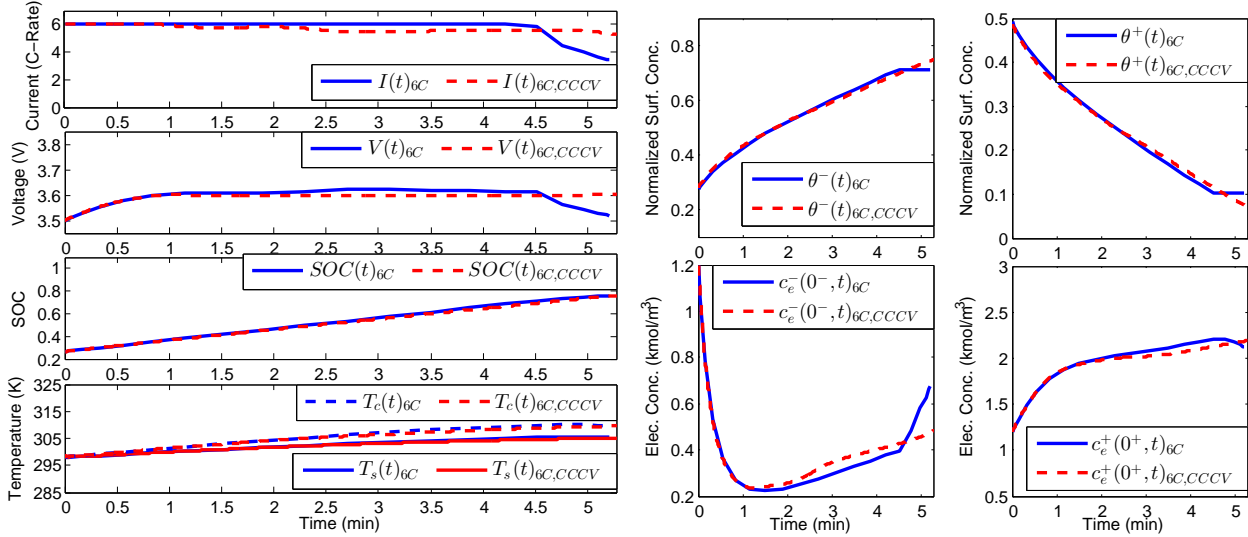 Current (C−Rate)
6
4
2
0
0 0.5 1 1.5 2 2.5 3 3.5 4 4.5 5
I(t)6C I(t)6C,CCCV
Voltage (V)
3.8
3.7
3.6
3.5
0 0.5 1 1.5 2 2.5 3 3.5 4 4.5 5
V(t)6C V(t)6C,CCCV
SOC
1
0.8
0.6
0.4
0.2
0 0.5 1 1.5 2 2.5 3 3.5 4 4.5 5
SOC(t)6C SOC(t)6C,CCCV
Temperature (K)
325
315
305
295
285
0 0.5 1 1.5 2 2.5 3 3.5 4 4.5 5
Tc(t)6C Tc(t)6C,CCCV
Ts(t)6C Ts(t)6C,CCCV
Time (min)
Normalized Surf. Conc.
0.8
0.6
0.4
0.2
0 1 2 3 4 5
θ−(t)6C
θ−(t)6C,CCCV
Elec. Conc. (kmol/m³)
1.2
1
0.8
0.6
0.4
0.2
0 1 2 3 4 5
ce−(0−, t)6C
ce−(0−, t)6C,CCCV
Time (min)
Normalized Surf. Conc.
0.5
0.4
0.3
0.2
0.1
0
0 1 2 3 4 5
θ+(t)6C
θ+(t)6C,CCCV
Elec. Conc. (kmol/m³)
3
2.5
2
1.5
1
0.5
0 1 2 3 4 5
ce+(0+, t)6C
ce+(0+, t)6C,CCCV
Time (min)